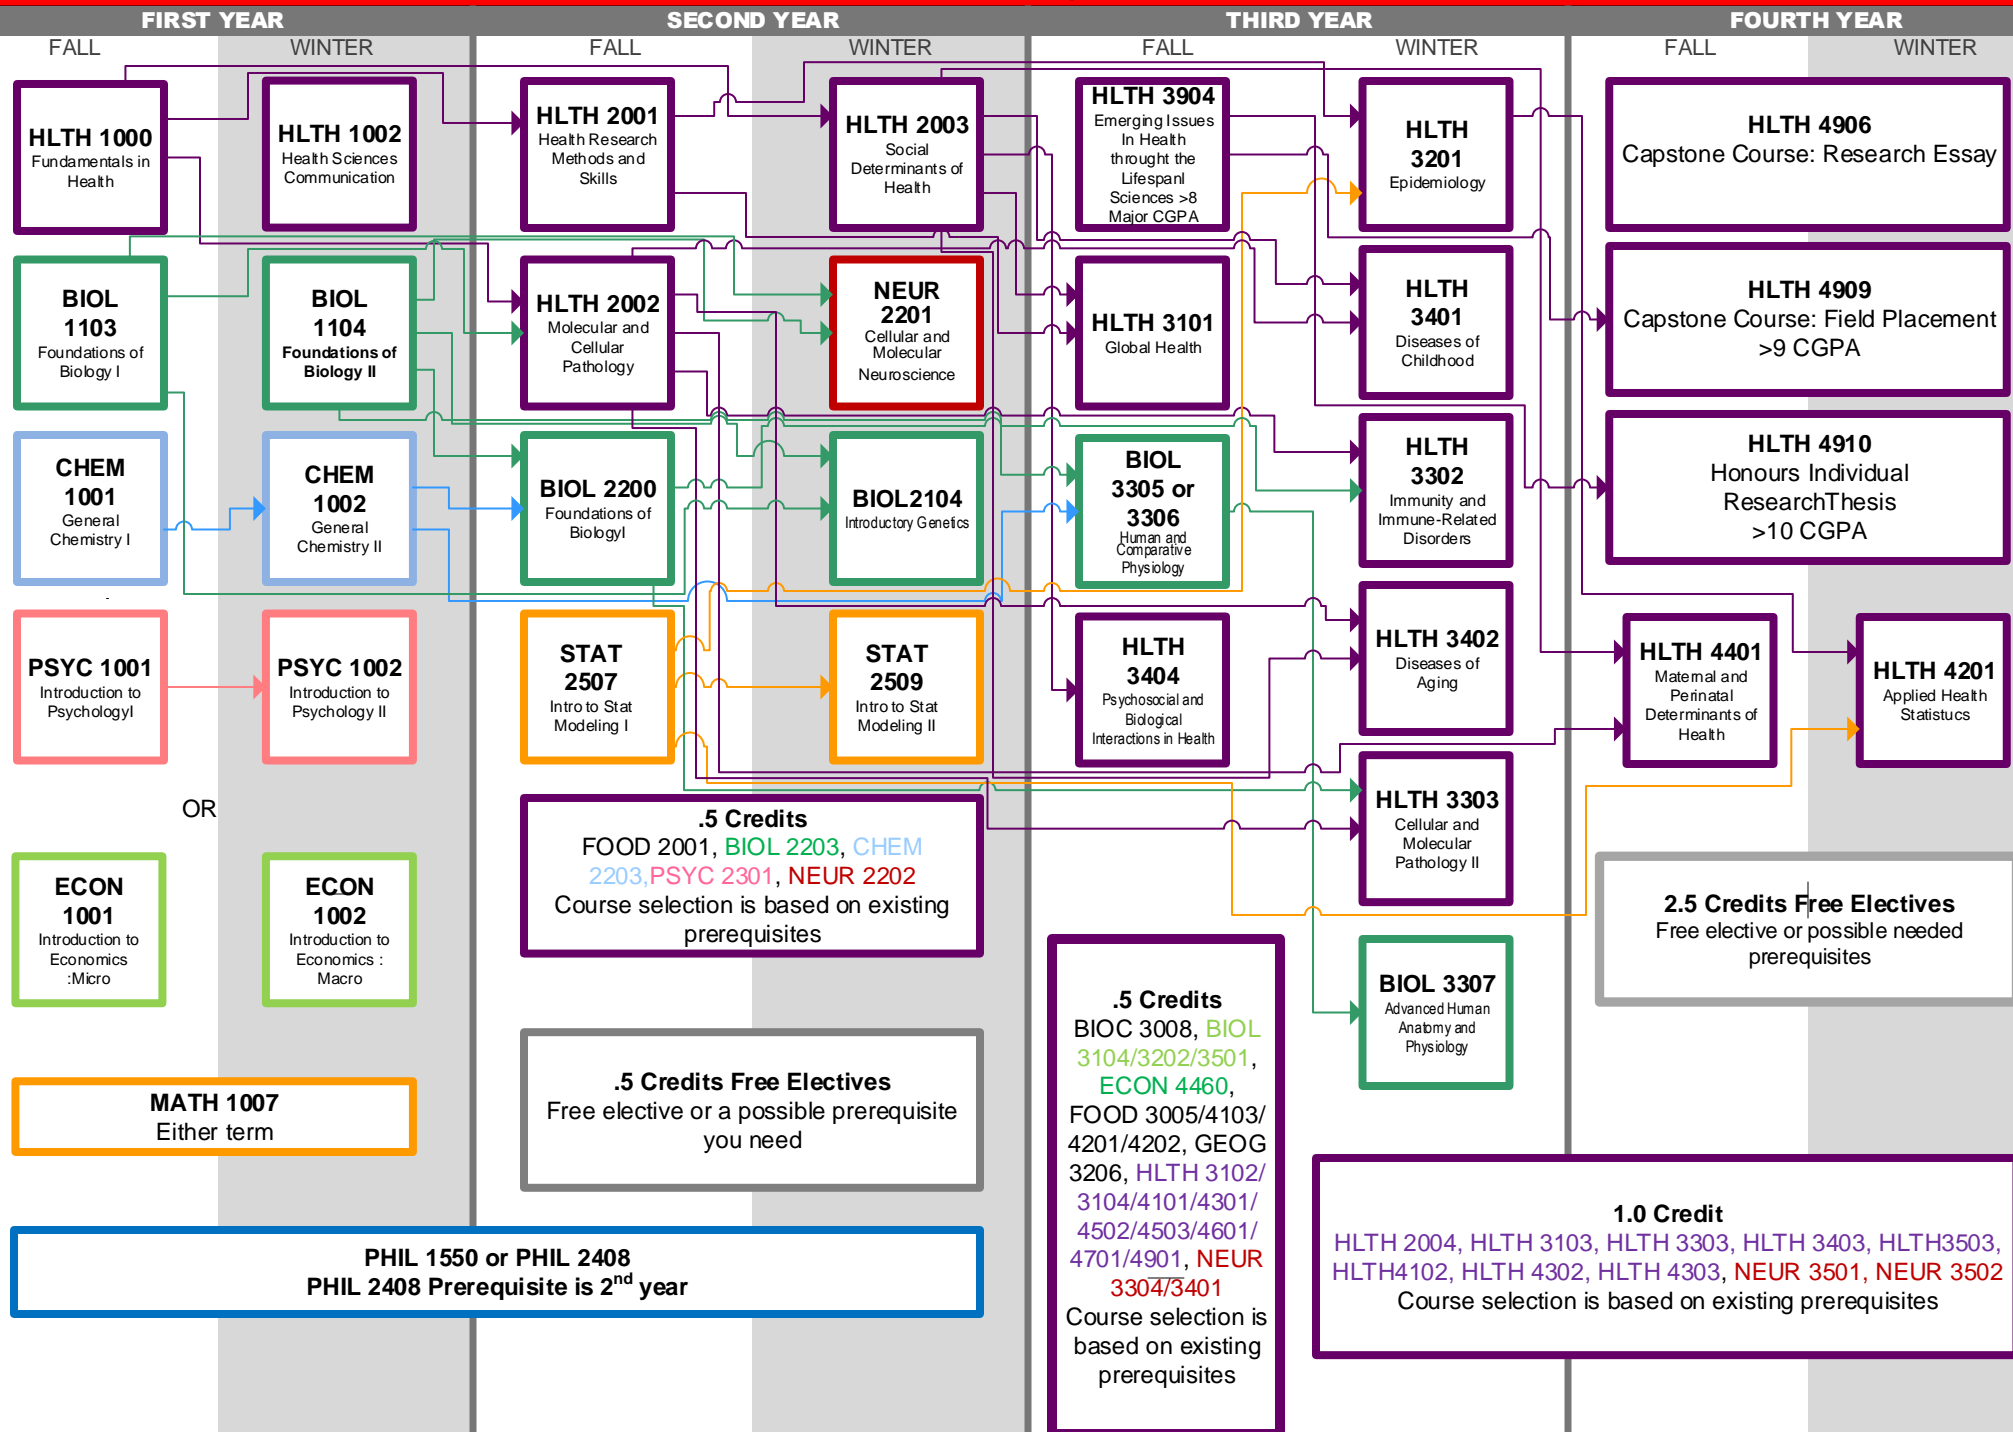 FIRST YEAR
SECOND YEAR
THIRD YEAR
FOURTH YEAR
FALL
WINTER
FALL
WINTER
FALL
WINTER
FALL
WINTER
HLTH 1000
Fundamentals in
Health
HLTH 1002
Health Sciences
Communication
HLTH 2001
Health Research
Methods and
Skills
HLTH 2003
Social
Determinants of
Health
HLTH 3904
Emerging Issues
In Health
throught the
Lifespanl
Sciences >8
Major CGPA
HLTH
3201
Epidemiology
HLTH 4906
Capstone Course: Research Essay
BIOL
1103
Foundations of
Biology I
BIOL
1104
Foundations of
Biology II
HLTH 2002
Molecular and
Cellular
Pathology
NEUR
2201
Cellular and
Molecular
Neuroscience
HLTH 3101
Global Health
HLTH
3401
Diseases of
Childhood
HLTH 4909
Capstone Course: Field Placement
>9 CGPA
CHEM
1001
General
Chemistry I
CHEM
1002
General
Chemistry II
BIOL 2200
Foundations of
BiologyI
BIOL2104
Introductory Genetics
BIOL
3305 or
3306
Human and
Comparative
Physiology
HLTH
3302
Immunity and
Immune-Related
Disorders
HLTH 4910
Honours Individual
ResearchThesis
>10 CGPA
PSYC 1001
Introduction to
PsychologyI
PSYC 1002
Introduction to
Psychology II
STAT
2507
Intro to Stat
Modeling I
STAT
2509
Intro to Stat
Modeling II
HLTH
3404
Psychosocial and
Biological
Interactions in Health
HLTH 3402
Diseases of
Aging
HLTH 4401
Maternal and
Perinatal
Determinants of
Health
HLTH 4201
Applied Health
Statistucs
OR
.5 Credits
FOOD 2001, BIOL 2203, CHEM
2203,PSYC 2301, NEUR 2202
Course selection is based on existing
prerequisites
HLTH 3303
Cellular and
Molecular
Pathology II
ECON
1001
Introduction to
Economics
:Micro
ECON
1002
Introduction to
Economics :
Macro
2.5 Credits Free Electives
Free elective or possible needed
prerequisites
.5 Credits
BIOC 3008, BIOL
3104/3202/3501,
ECON 4460,
FOOD 3005/4103/
4201/4202, GEOG
3206, HLTH 3102/
3104/4101/4301/
4502/4503/4601/
4701/4901, NEUR
3304/3401
Course selection is
based on existing
prerequisites
BIOL 3307
Advanced Human
Anatomy and
Physiology
MATH 1007
Either term
.5 Credits Free Electives
Free elective or a possible prerequisite
you need
PHIL 1550 or PHIL 2408
PHIL 2408 Prerequisite is 2nd year
1.0 Credit
HLTH 2004, HLTH 3103, HLTH 3303, HLTH 3403, HLTH3503,
HLTH4102, HLTH 4302, HLTH 4303, NEUR 3501, NEUR 3502
Course selection is based on existing prerequisites